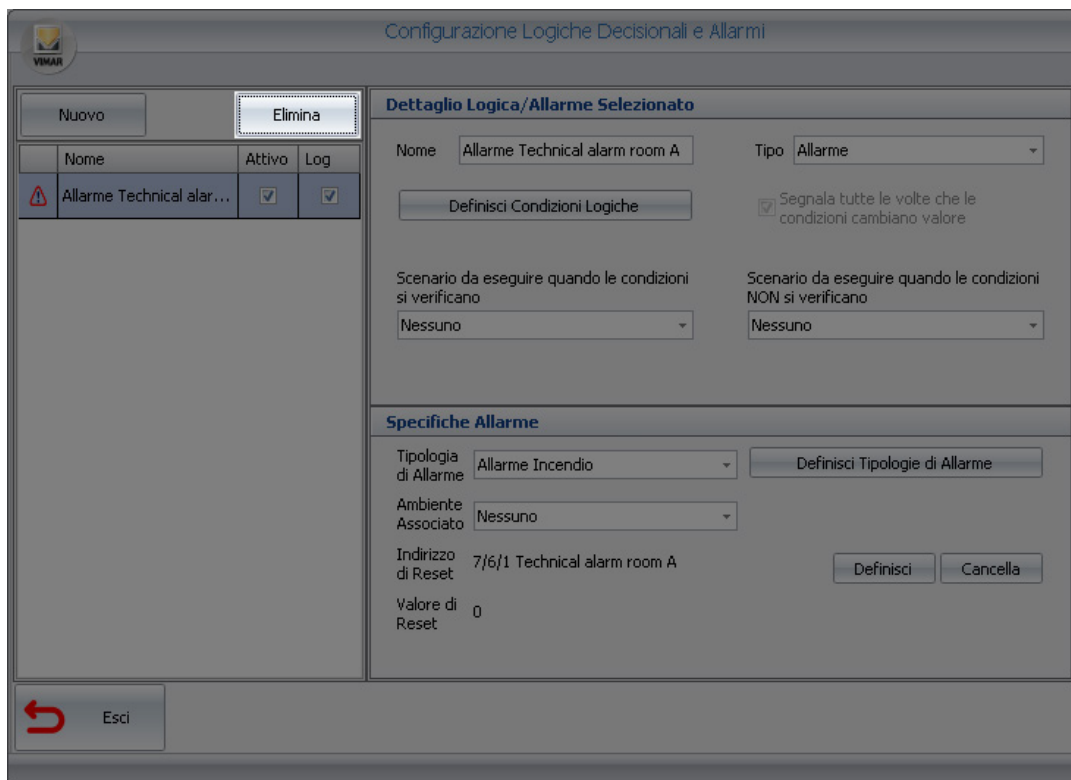 Configurazione Logiche Decisionali e Allarmi
VIMAR
Nuovo
Elimina
Nome Attivo Log
Allarme Technical alar...
Dettaglio Logica/Allarme Selezionato
Nome Allarme Technical alarm room A Tipo Allarme
Definisci Condizioni Logiche
Segnala tutte le volte che le
condizioni cambiano valore
Scenario da eseguire quando le condizioni
si verificano
Nessuno
Scenario da eseguire quando le condizioni
NON si verificano
Nessuno
Specifiche Allarme
Tipologia
di Allarme
Allarme Incendio
Definisci Tipologie di Allarme
Ambiente
Associato
Nessuno
Indirizzo
di Reset
7/6/1 Technical alarm room A
Definisci
Cancella
Valore di
Reset
0
Esci